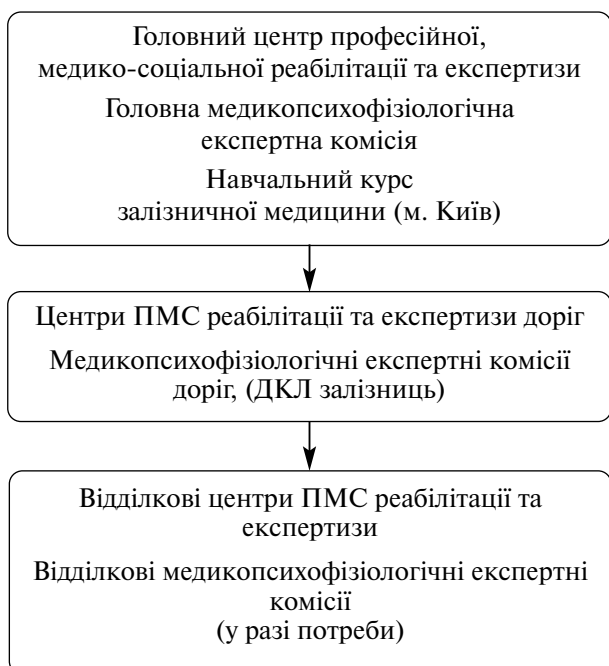 Головний центр професійної,
медико-соціальної реабілітації та експертизи
Головна медикопсихофізіологічна
експертна комісія
Навчальний курс
залізничної медицини (м. Київ)
Центри ПМС реабілітації та експертизи доріг
Медикопсихофізіологічні експертні комісії
доріг, (ДКЛ залізниць)
Відділкові центри ПМС реабілітації та
експертизи
Відділкові медикопсихофізіологічні експертні
комісії
(у разі потреби)